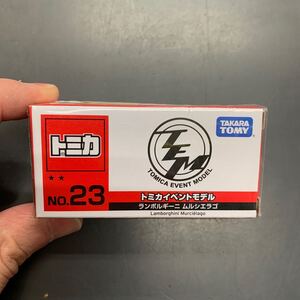 トミカ
★★
NO.23
TEM
TOMICA EVENT MODEL
TAKARA
TOMY
トミカイベントモデル
ランボルギーニ ムルシエラゴ
Lamborghini Murciélago